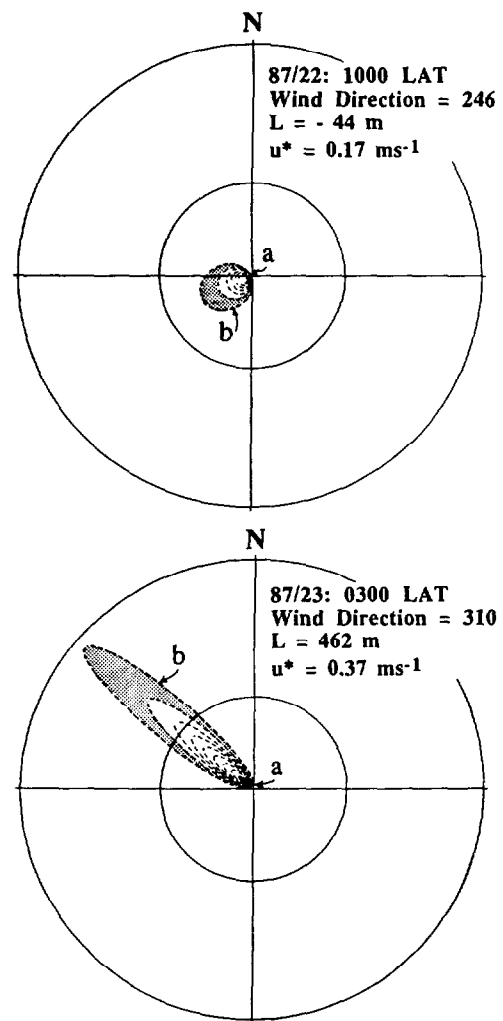 N
87/22: 1000 LAT
Wind Direction = 246
L = - 44 m
u* = 0.17 ms-1
a
b
N
87/23: 0300 LAT
Wind Direction = 310
L = 462 m
u* = 0.37 ms-1
b
a